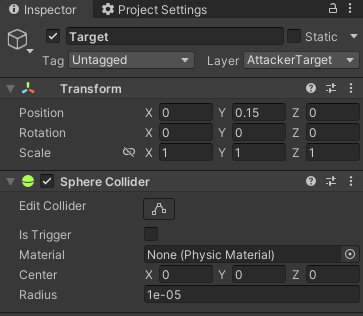 Inspector
Project Settings
Target
Static
Tag Untagged Layer AttackerTarget
Transform
Position X 0 Y 0.15 Z 0
Rotation X 0 Y 0 Z 0
Scale X 1 Y 1 Z 1
Sphere Collider
Edit Collider
Is Trigger
Material None (Physic Material)
Center X 0 Y 0 Z 0
Radius 1e-05